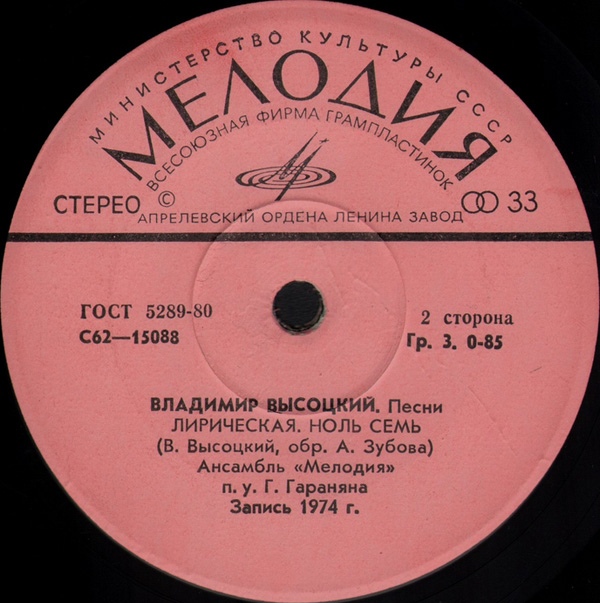 МИНИСТЕРСТВО КУЛЬТУРЫ СССР
МЕЛОДИЯ
ВСЕСОЮЗНАЯ ФИРМА ГРАМПЛАСТИНОК
СТЕРЕО © 33
АПРЕЛЕВСКИЙ ОРДЕНА ЛЕНИНА ЗАВОД
ГОСТ 5289-80
С62—15088
2 сторона
Гр. 3. 0-85
ВЛАДИМИР ВЫСОЦКИЙ. Песни
ЛИРИЧЕСКАЯ. НОЛЬ СЕМЬ
(В. Высоцкий, обр. А. Зубова)
Ансамбль «Мелодия»
п. у. Г. Гараняна
Запись 1974 г.